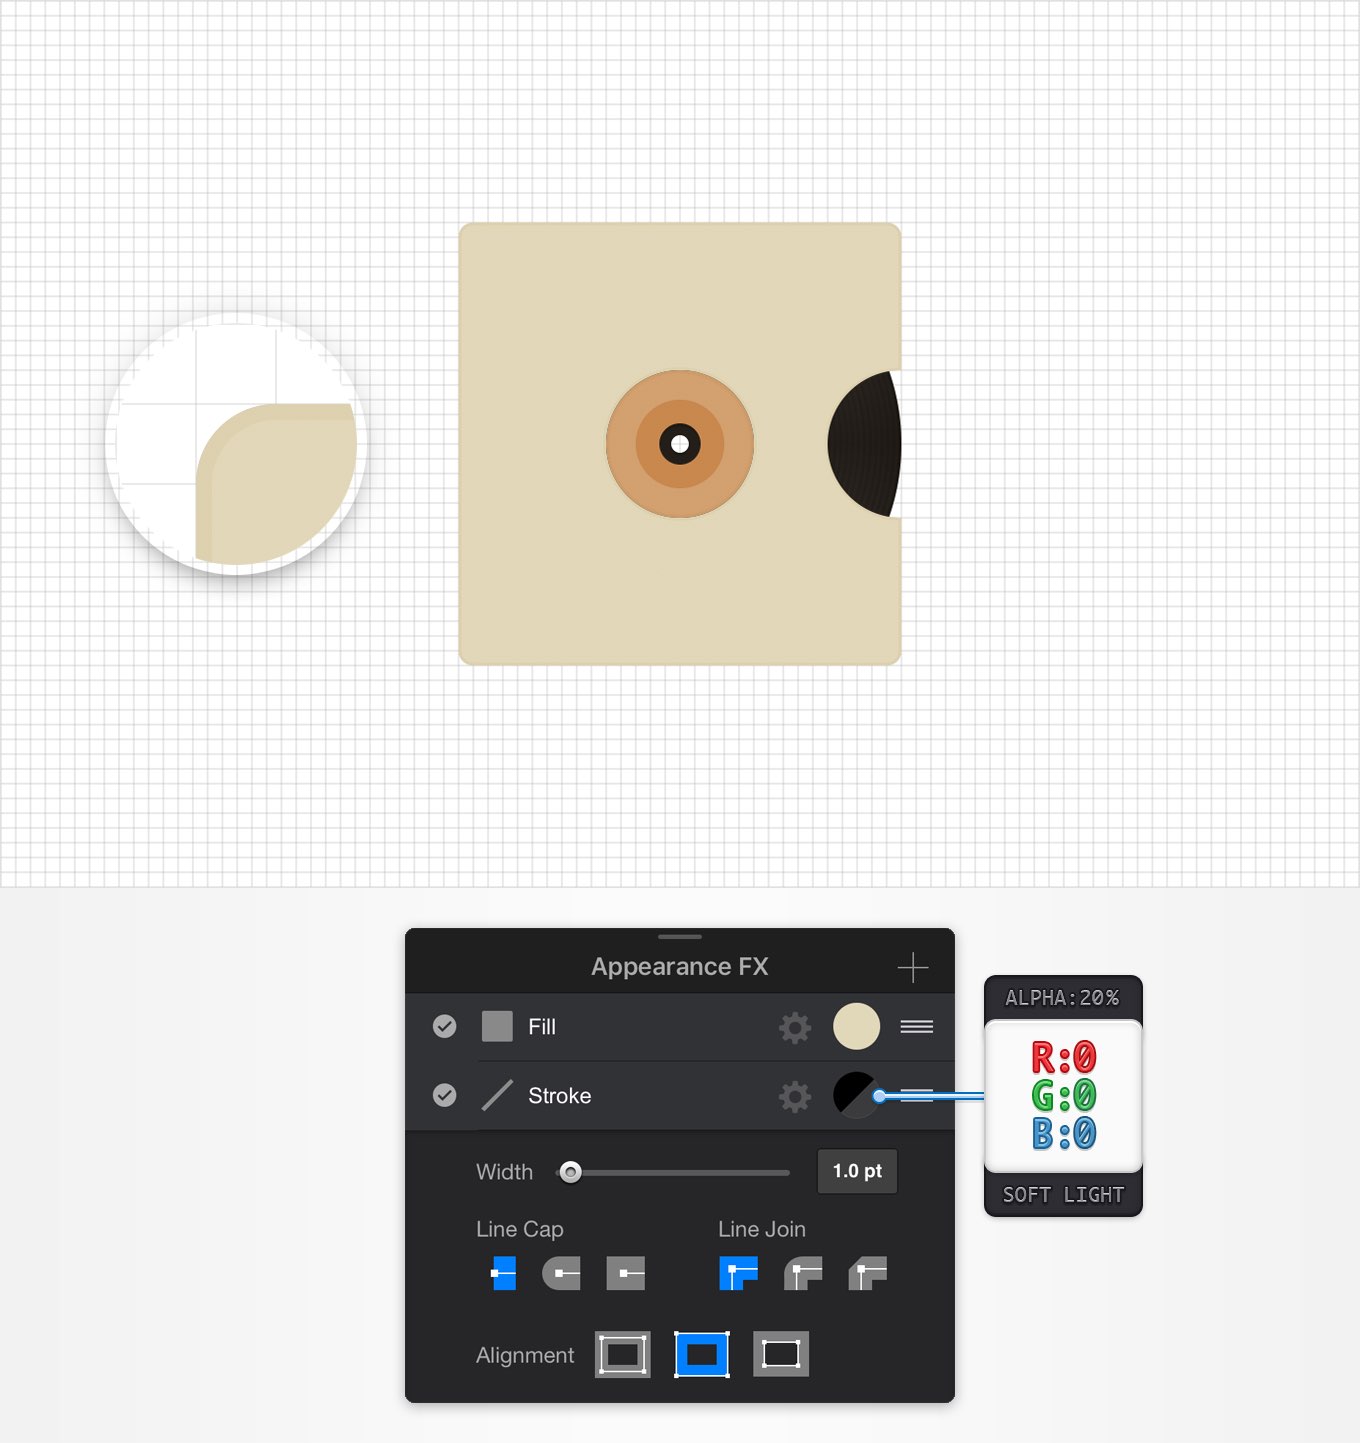 Appearance FX
Fill
Stroke
Width
1.0 pt
Line Cap
Line Join
Alignment
ALPHA:20%
R:0
G:0
B:0
SOFT LIGHT